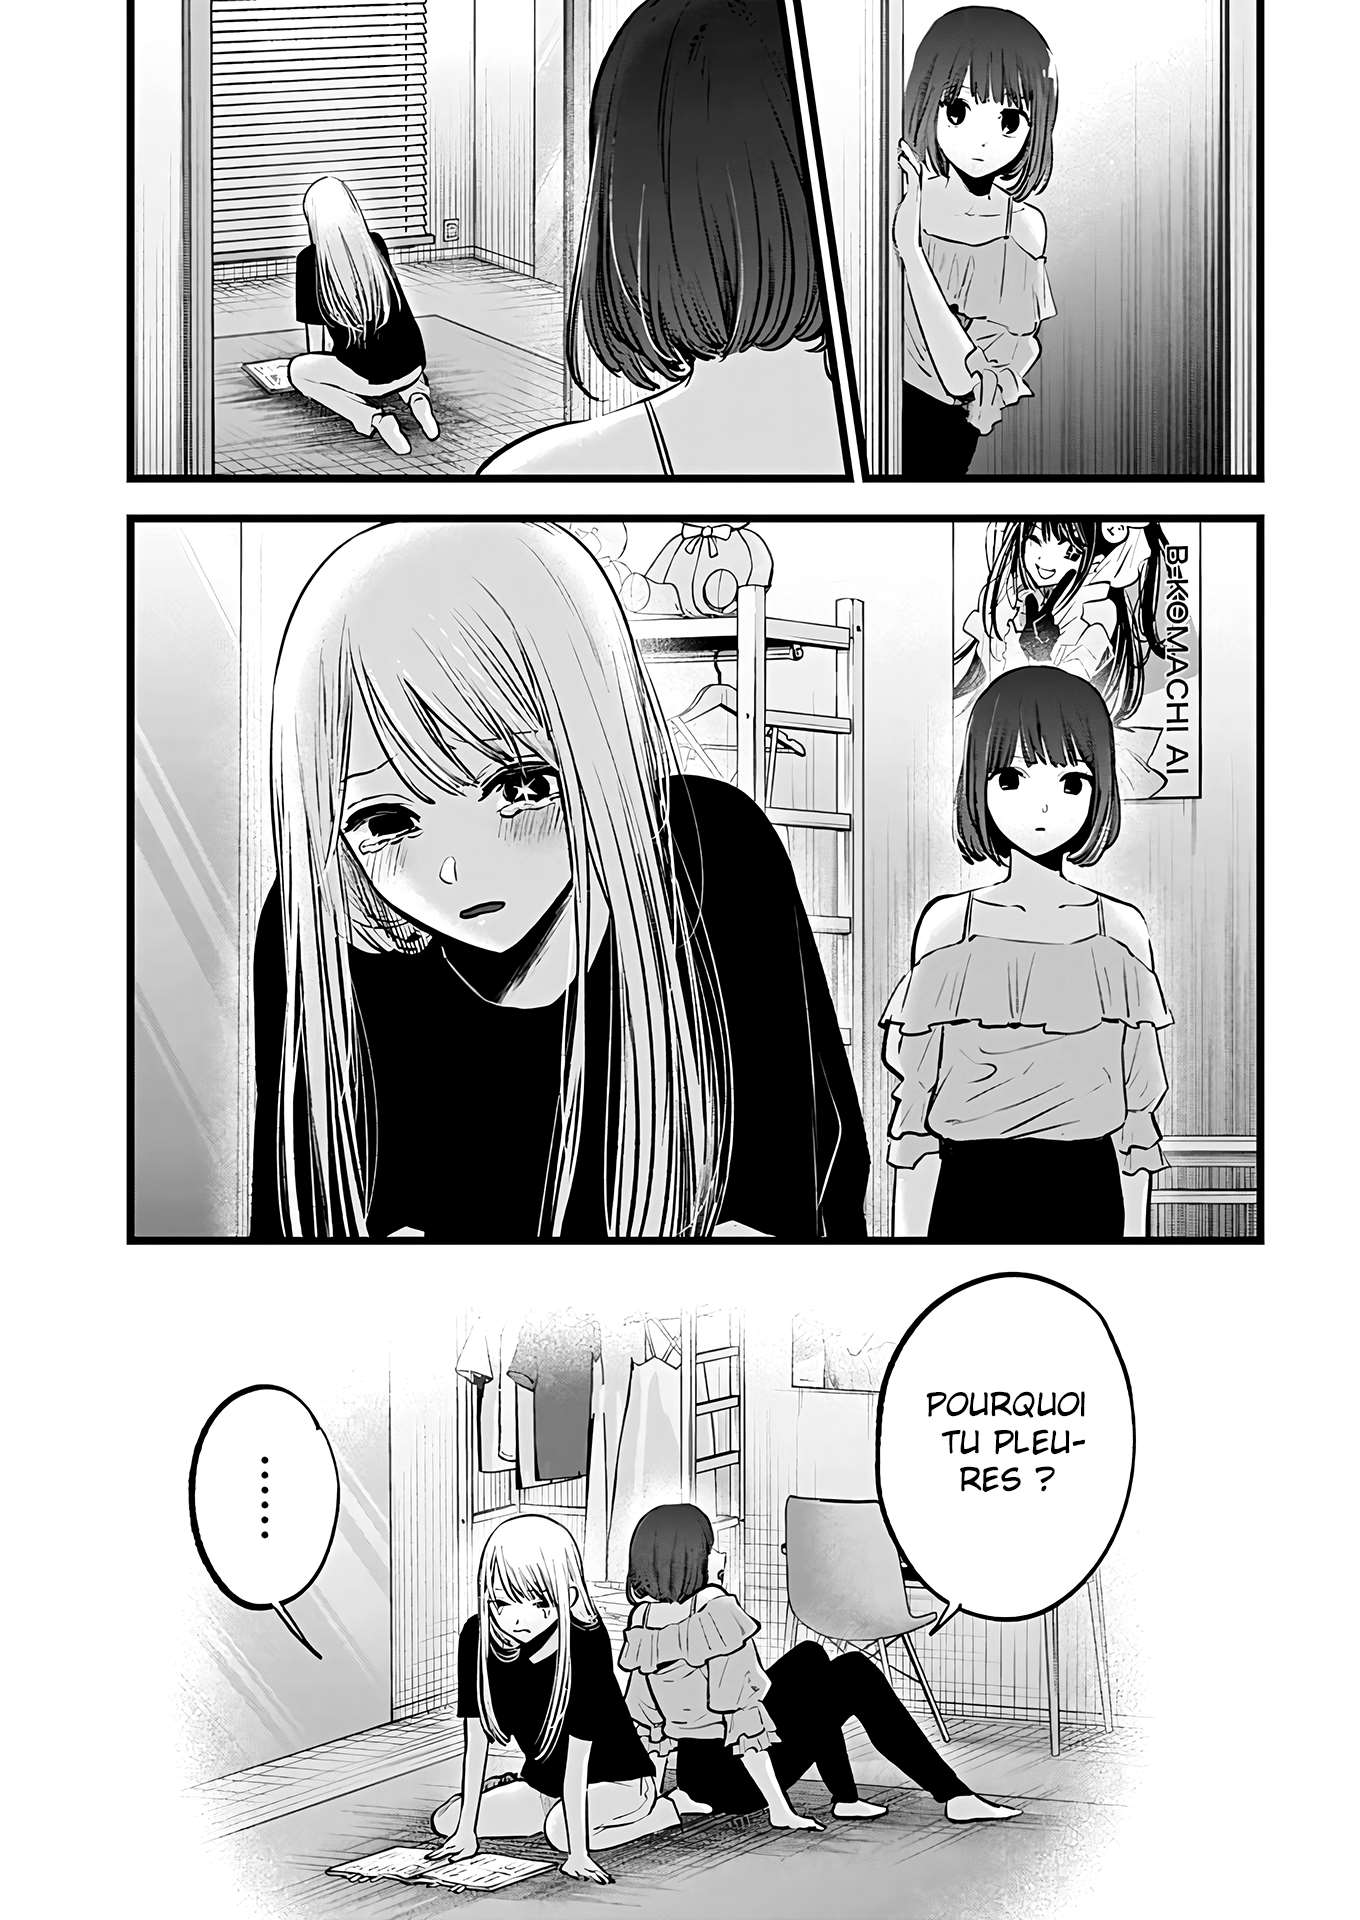 B=KOMACHI AI
POURQUOI
TU PLEU-
RES ?
......